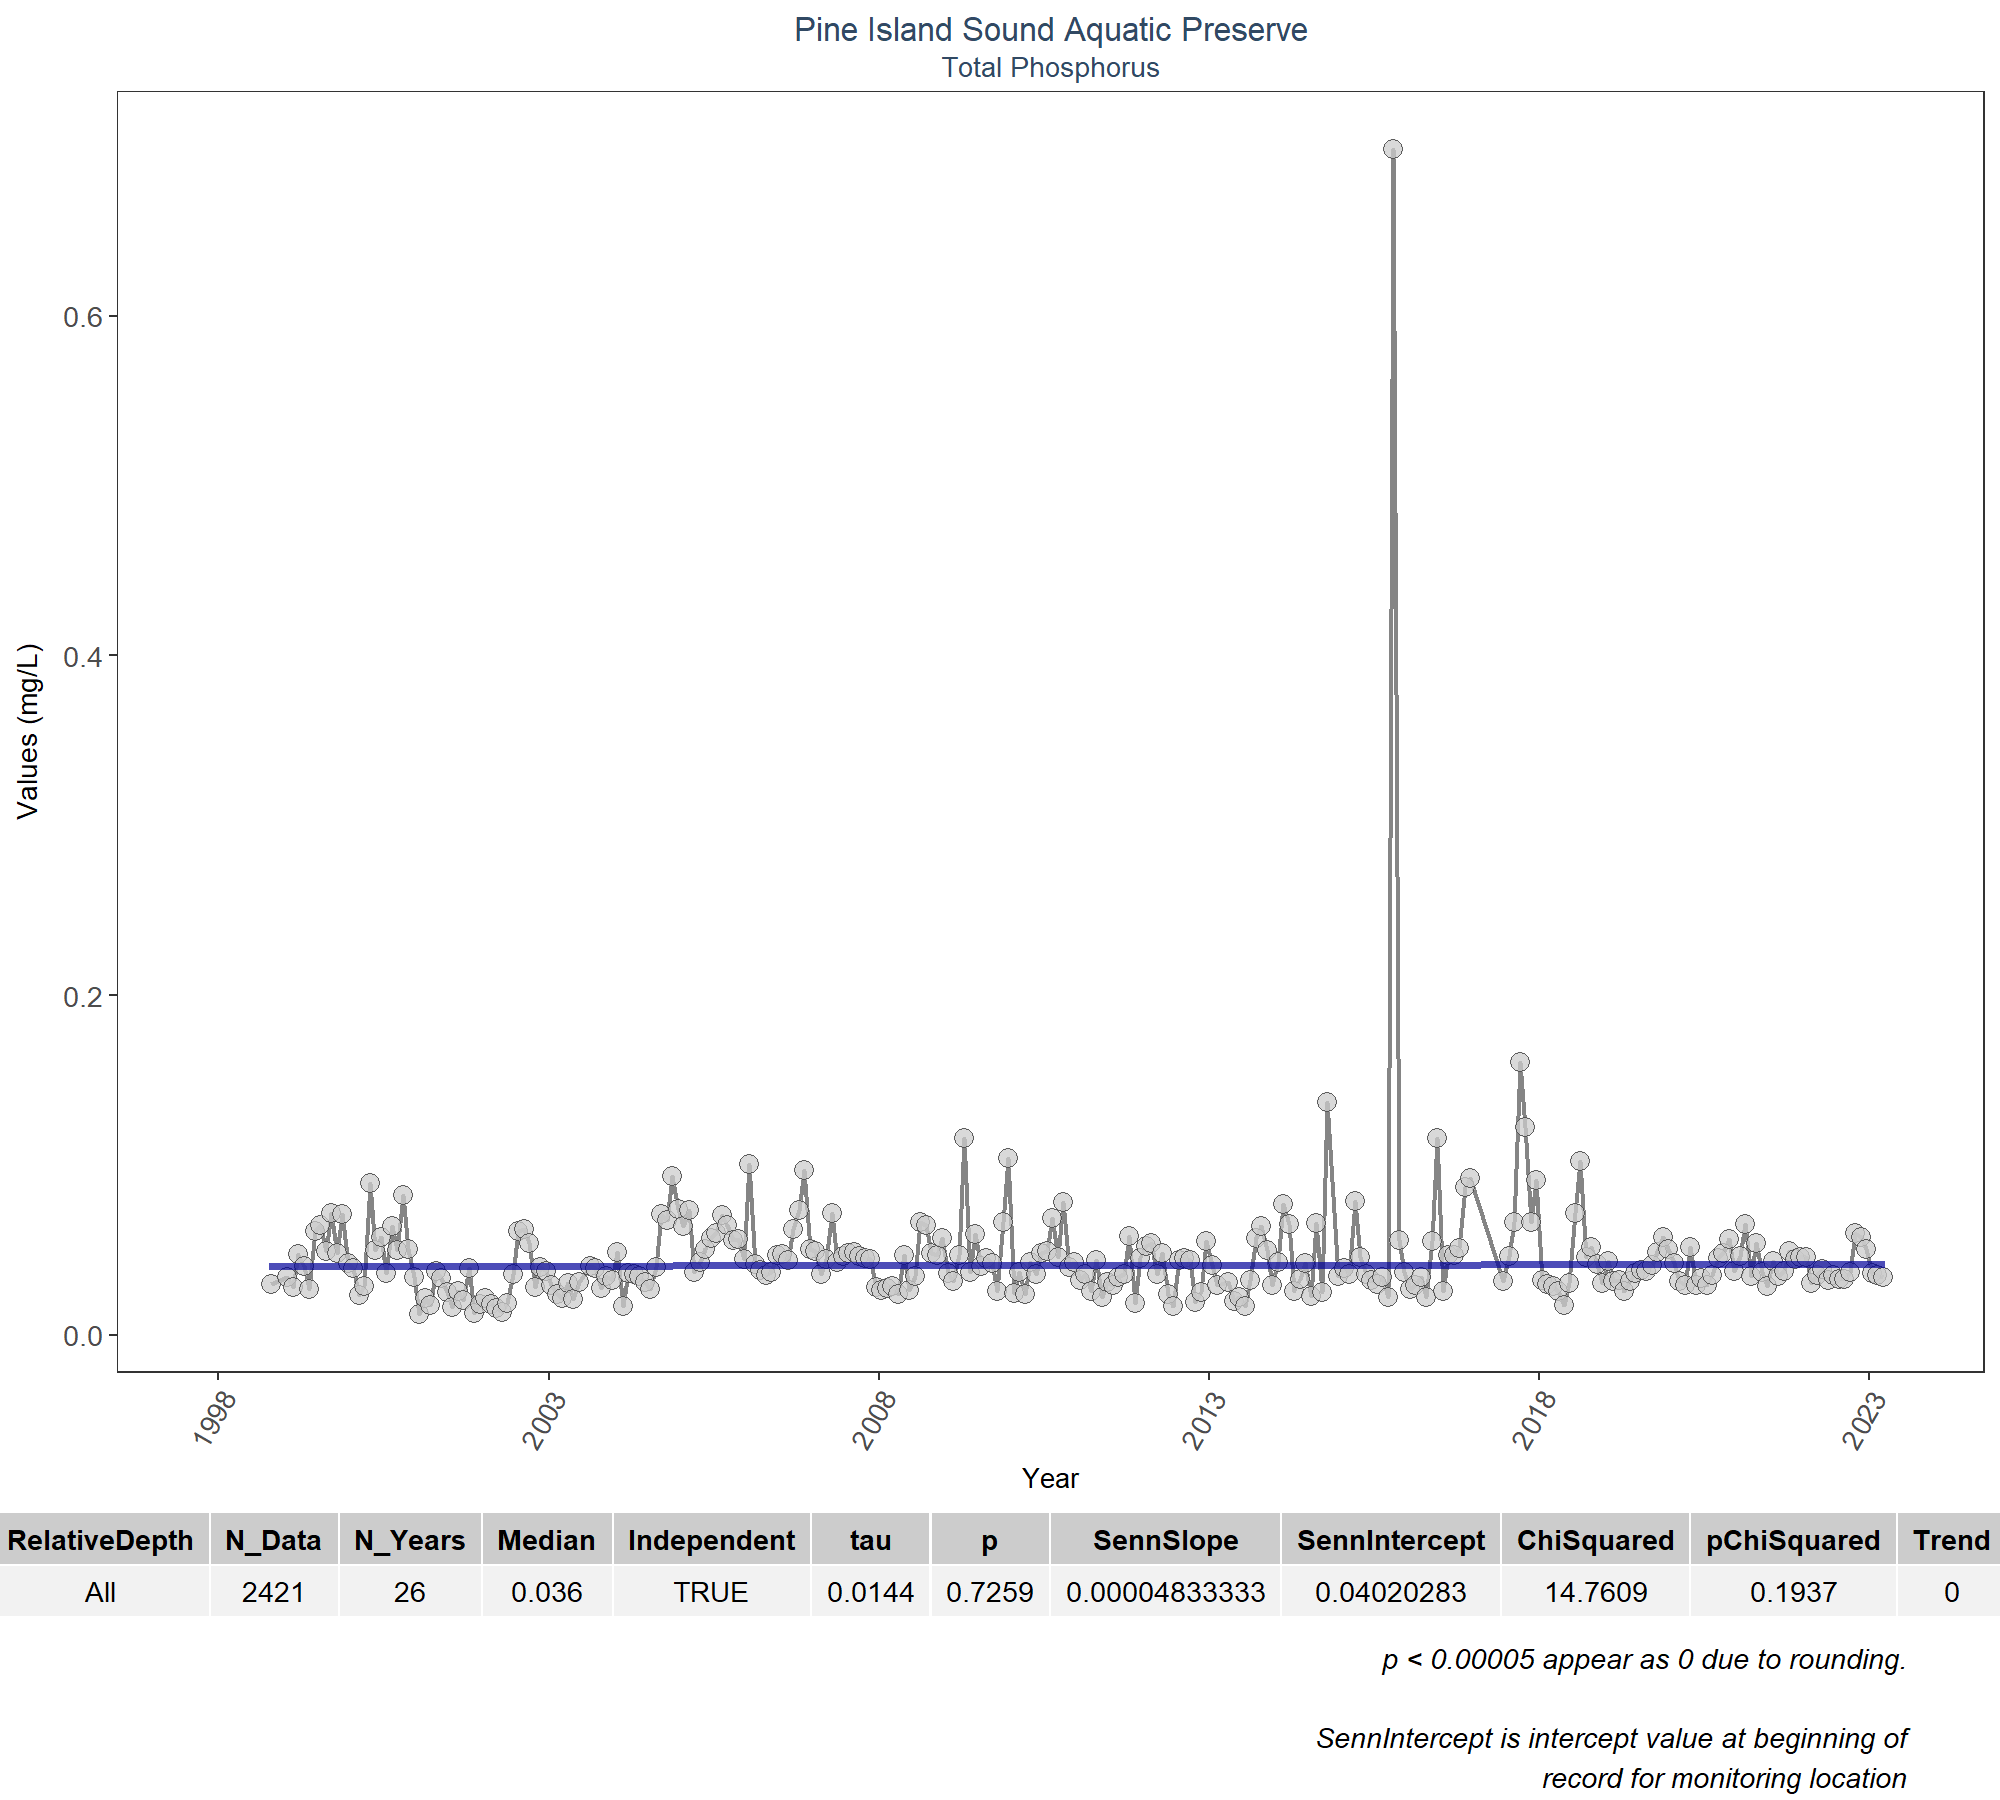 Pine Island Sound Aquatic Preserve
Total Phosphorus
Values (mg/L)
0.6
0.4
0.2
0.0
1998
2003
2008
2013
2018
2023
Year
RelativeDepth N_Data N_Years Median Independent tau p SennSlope SennIntercept ChiSquared pChiSquared Trend
All 2421 26 0.036 TRUE 0.0144 0.7259 0.00004833333 0.04020283 14.7609 0.1937 0
p < 0.00005 appear as 0 due to rounding.
SennIntercept is intercept value at beginning of
record for monitoring location